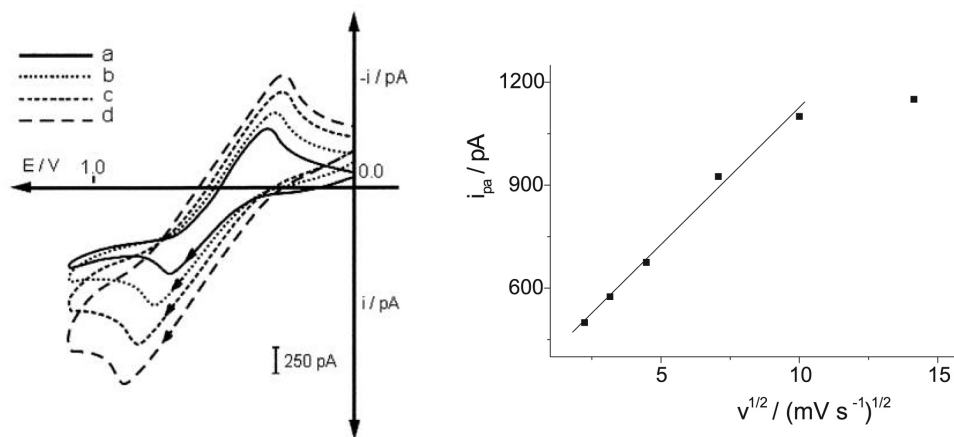 a
b
c
d
-i / pA
E / V
1.0
0.0
i / pA
250 pA
1200
900
600
i_pa / pA
5
10
15
v^1/2 / (mV s^-1)^1/2